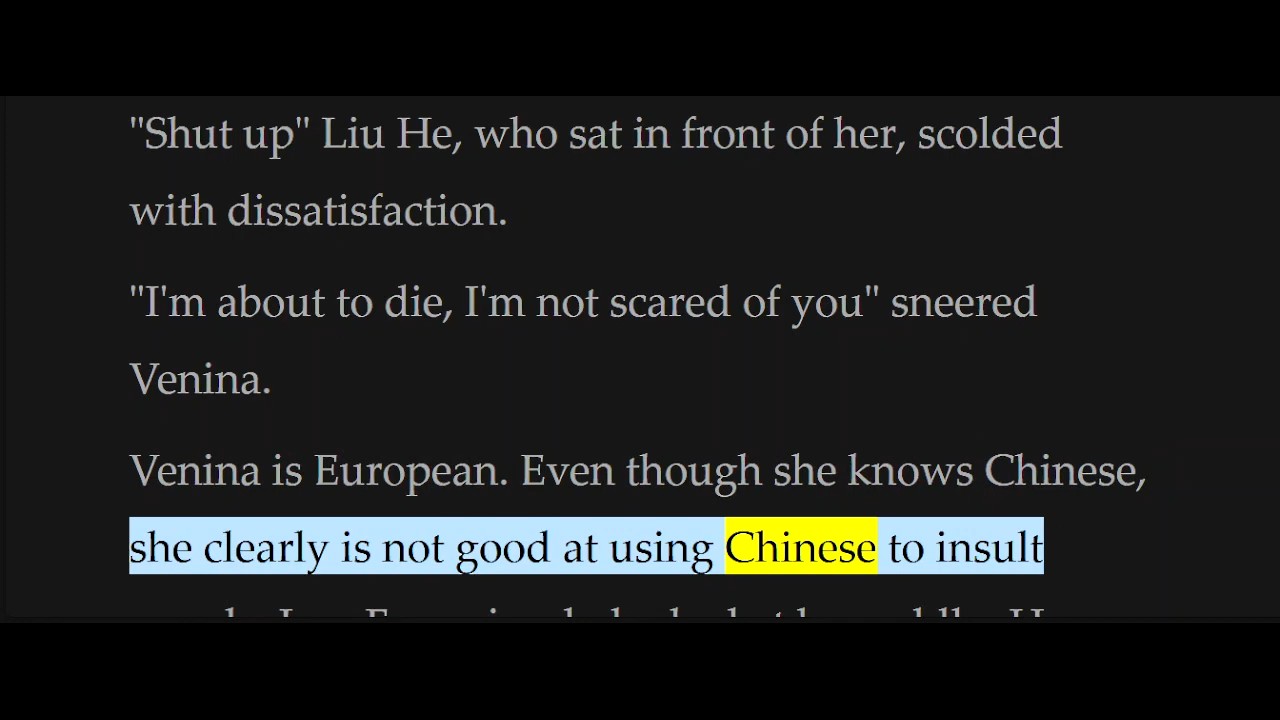 "Shut up" Liu He, who sat in front of her, scolded
with dissatisfaction.
"I'm about to die, I'm not scared of you" sneered
Venina.
Venina is European. Even though she knows Chinese,
she clearly is not good at using Chinese to insult